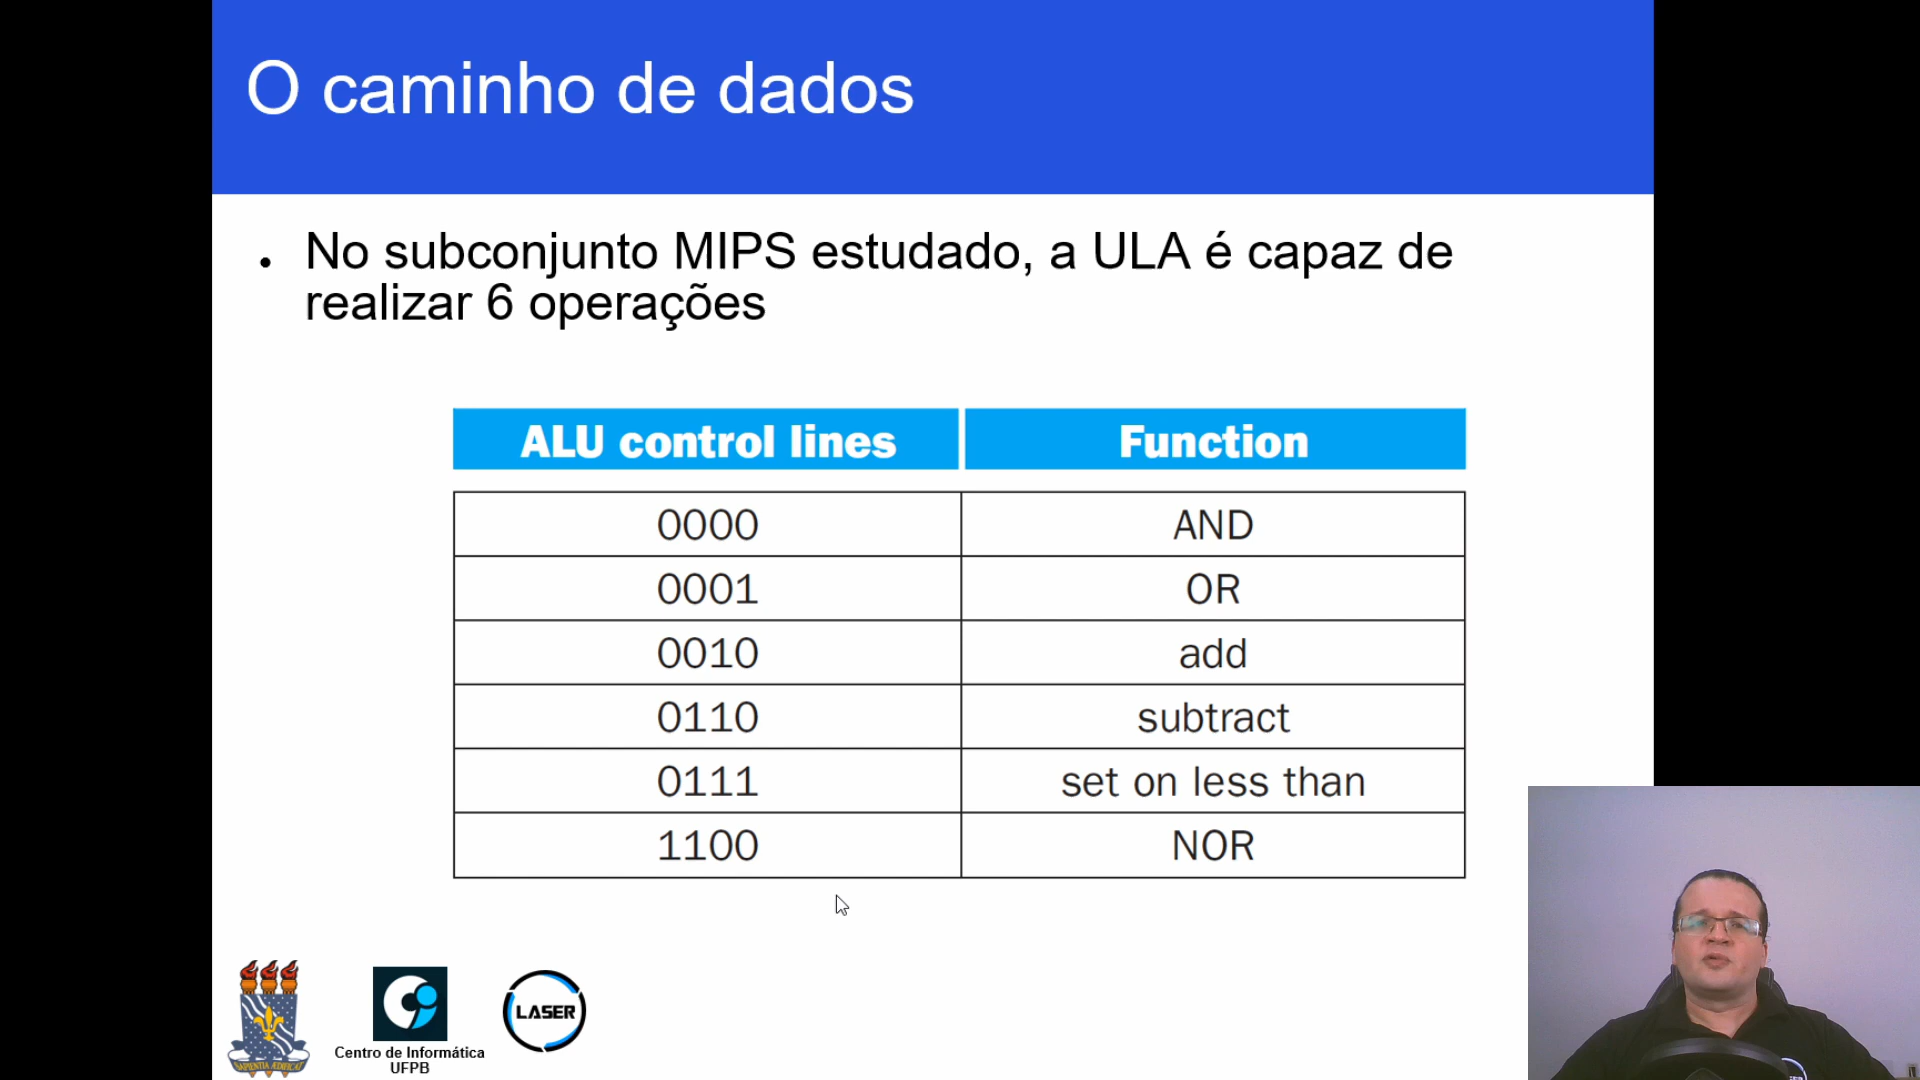 O caminho de dados
No subconjunto MIPS estudado, a ULA é capaz de
realizar 6 operações
ALU control lines Function
0000 AND
0001 OR
0010 add
0110 subtract
0111 set on less than
1100 NOR
LASER
Centro de Informática
UFPB